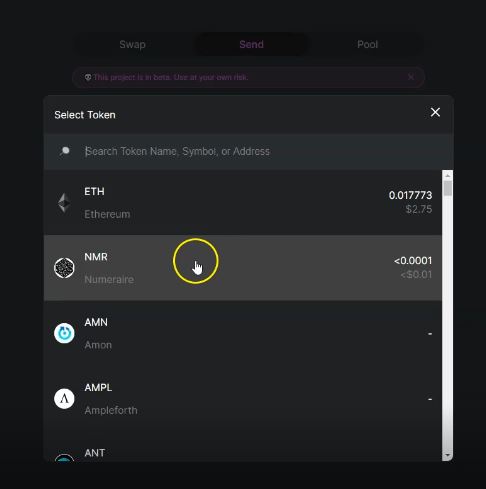 Swap Send Pool
This project is in beta. Use at your own risk.
Select Token
Search Token Name, Symbol, or Address
ETH 0.017773
Ethereum $2.75
NMR <0.0001
Numeraire <$0.01
AMN -
Amon
AMPL -
Ampleforth
ANT